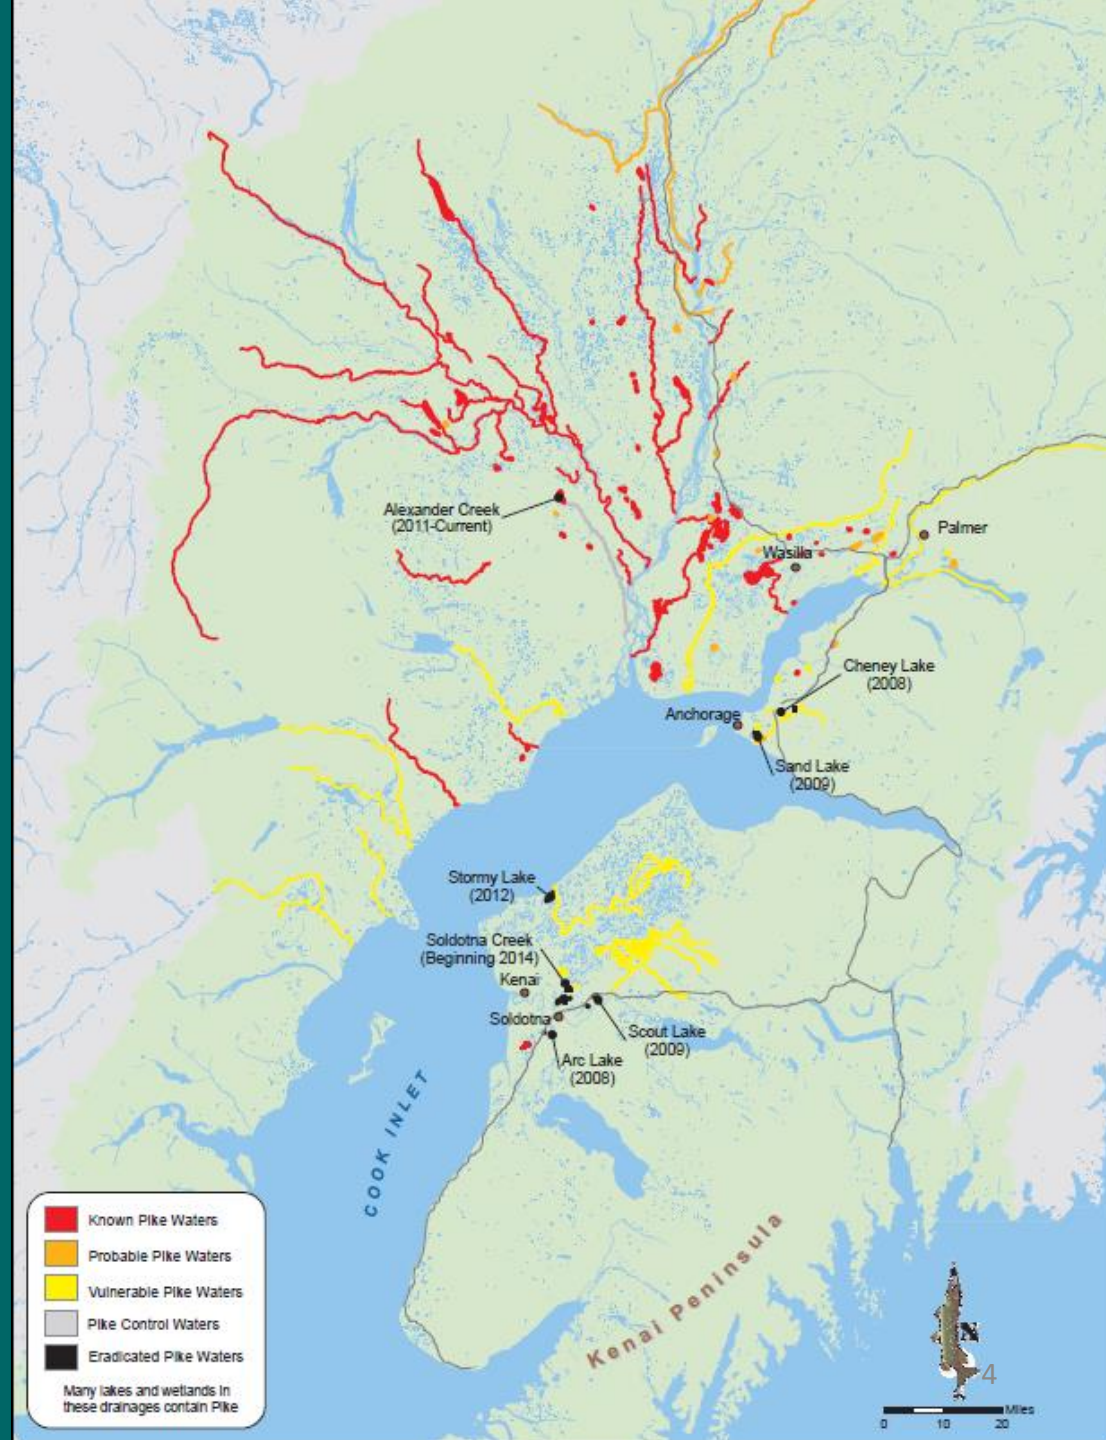 Alexander Creek
(2011-Current)
Palmer
Wasilla
Cheney Lake
(2008)
Anchorage
Sand Lake
(2009)
Stormy Lake
(2012)
Soldotna Creek
(Beginning 2014)
Kenai
Soldotna
Scout Lake
(2009)
Arc Lake
(2008)
COOK INLET
Kenai Peninsula
Known Pike Waters
Probable Pike Waters
Vulnerable Pike Waters
Pike Control Waters
Eradicated Pike Waters
Many lakes and wetlands in
these drainages contain Pike
N
4
Miles
0 10 20